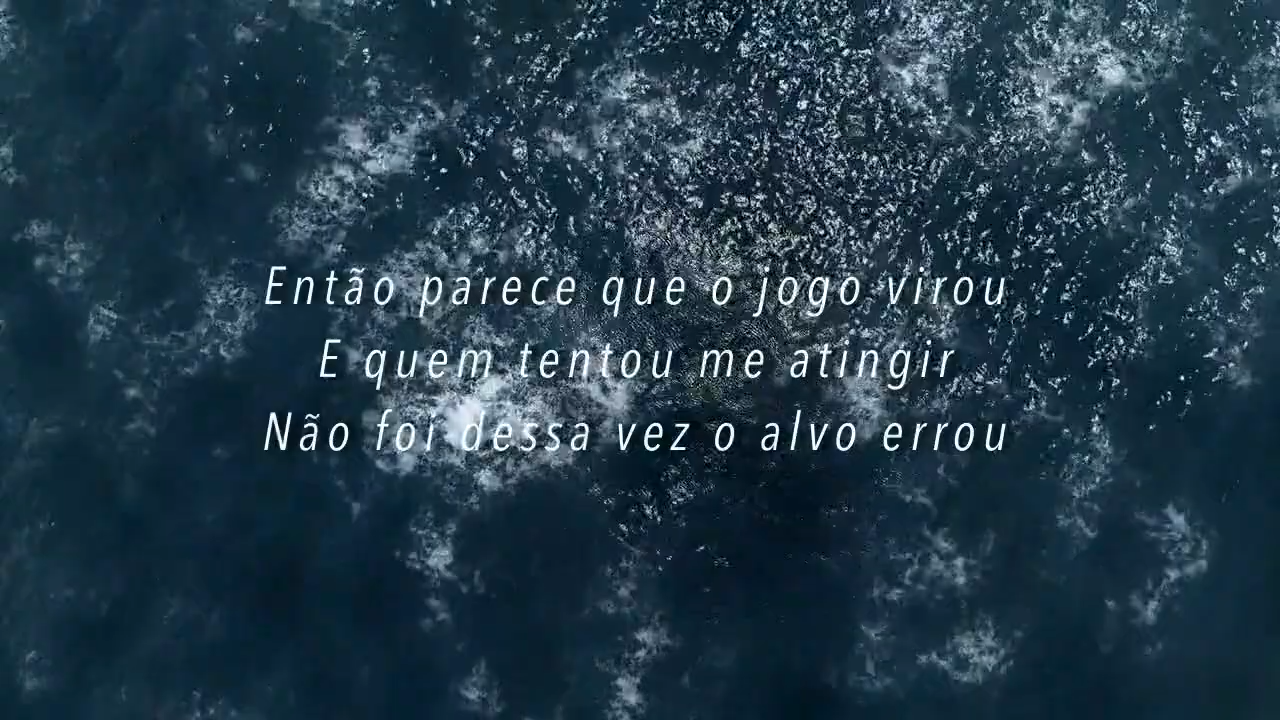 Então parece que o jogo virou
E quem tentou me atingir
Não foi dessa vez o alvo errou